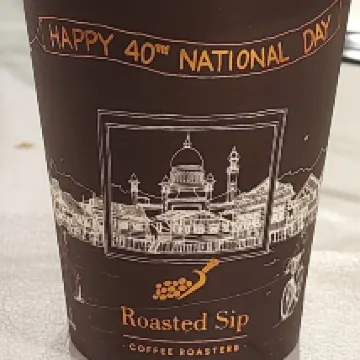 HAPPY 40TH NATIONAL DAY
Roasted Sip
· COFFEE ROASTERS ·